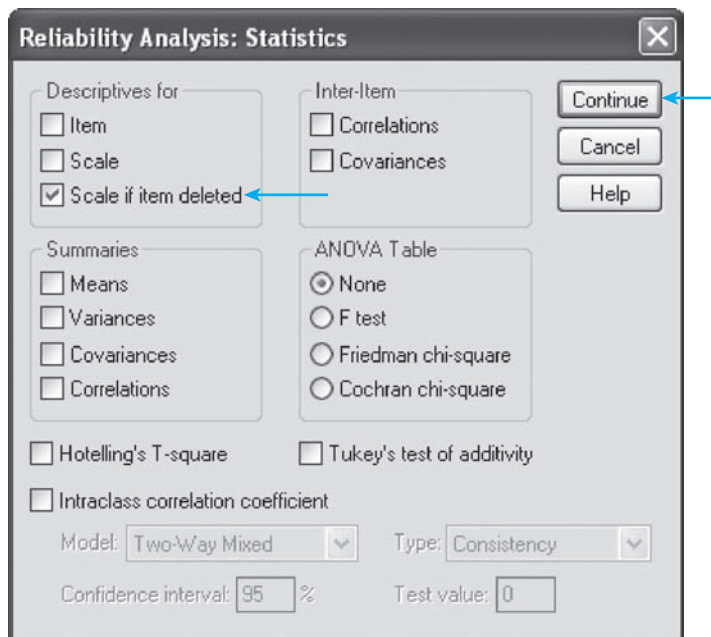 Reliability Analysis: Statistics
Descriptives for
Item
Scale
Scale if item deleted
Inter-Item
Correlations
Covariances
Continue
Cancel
Help
Summaries
Means
Variances
Covariances
Correlations
ANOVA Table
None
F test
Friedman chi-square
Cochran chi-square
Hotelling's T-square
Tukey's test of additivity
Intraclass correlation coefficient
Model: Two-Way Mixed
Type: Consistency
Confidence interval: 95 %
Test value: 0